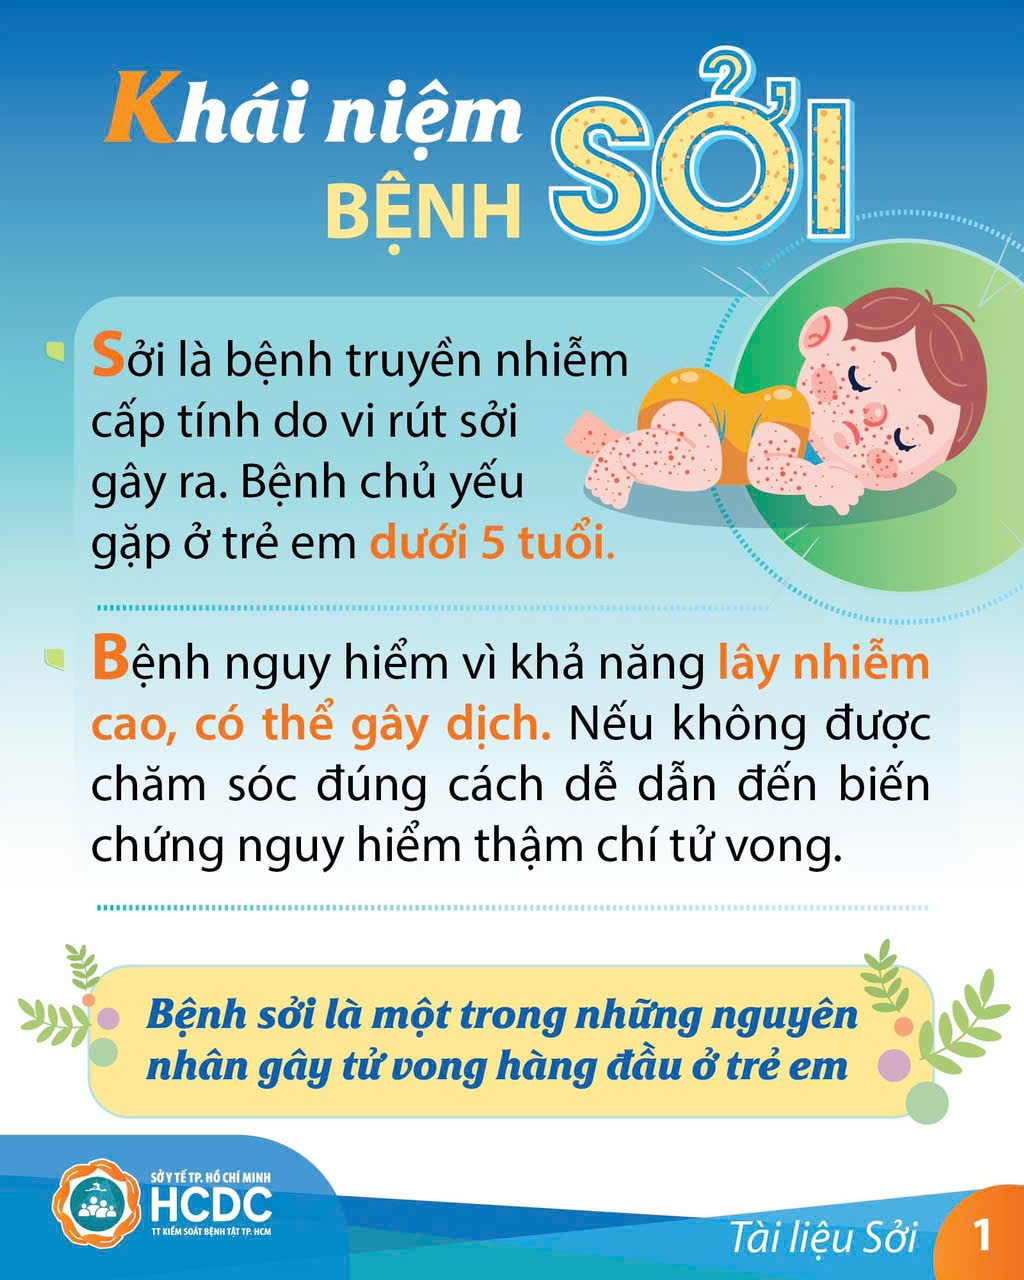 Khái niệm
BỆNH SỞI
Sởi là bệnh truyền nhiễm
cấp tính do vi rút sởi
gây ra. Bệnh chủ yếu
gặp ở trẻ em dưới 5 tuổi.
Bệnh nguy hiểm vì khả năng lây nhiễm
cao, có thể gây dịch. Nếu không được
chăm sóc đúng cách dễ dẫn đến biến
chứng nguy hiểm thậm chí tử vong.
Bệnh sởi là một trong những nguyên
nhân gây tử vong hàng đầu ở trẻ em
SỞ Y TẾ TP. HỒ CHÍ MINH
HCDC
TT KIỂM SOÁT BỆNH TẬT TP. HCM
Tài liệu Sởi 1